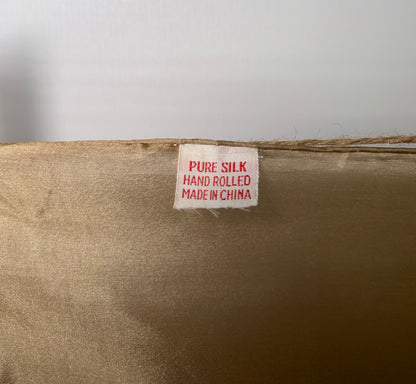 PURE SILK
HAND ROLLED
MADE IN CHINA